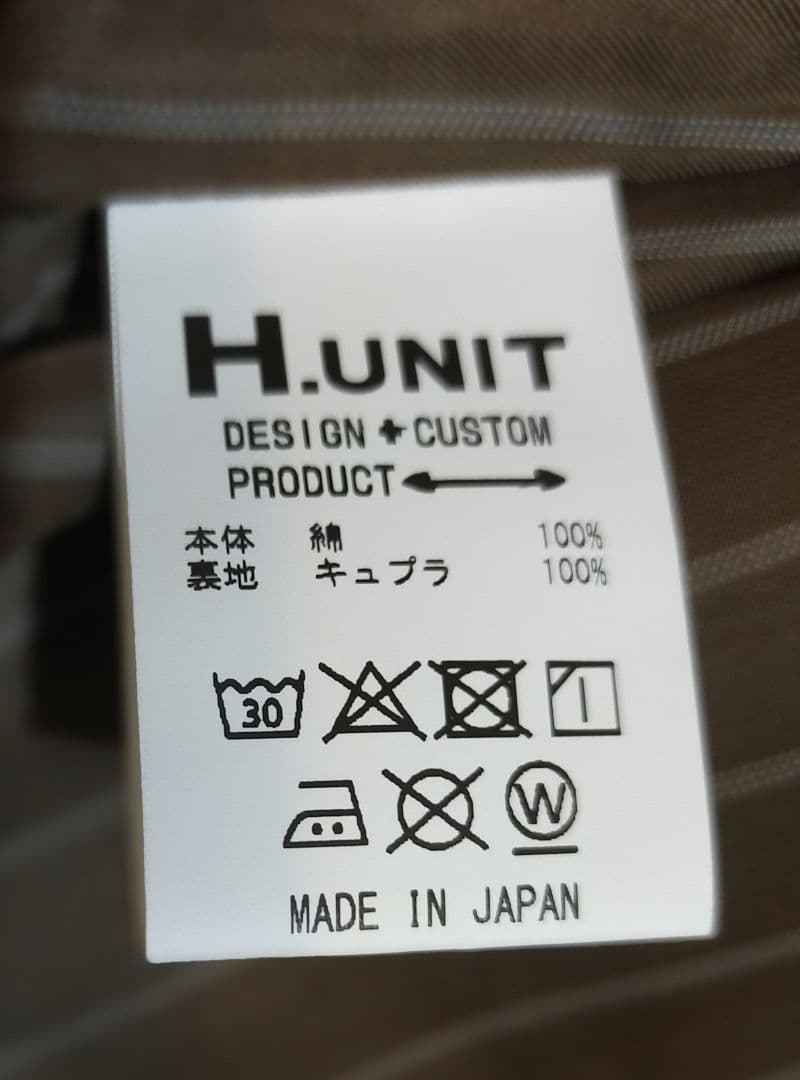 H.UNIT
DESIGN + CUSTOM
PRODUCT
本体 綿 100%
裏地 キュプラ 100%
30
W
MADE IN JAPAN